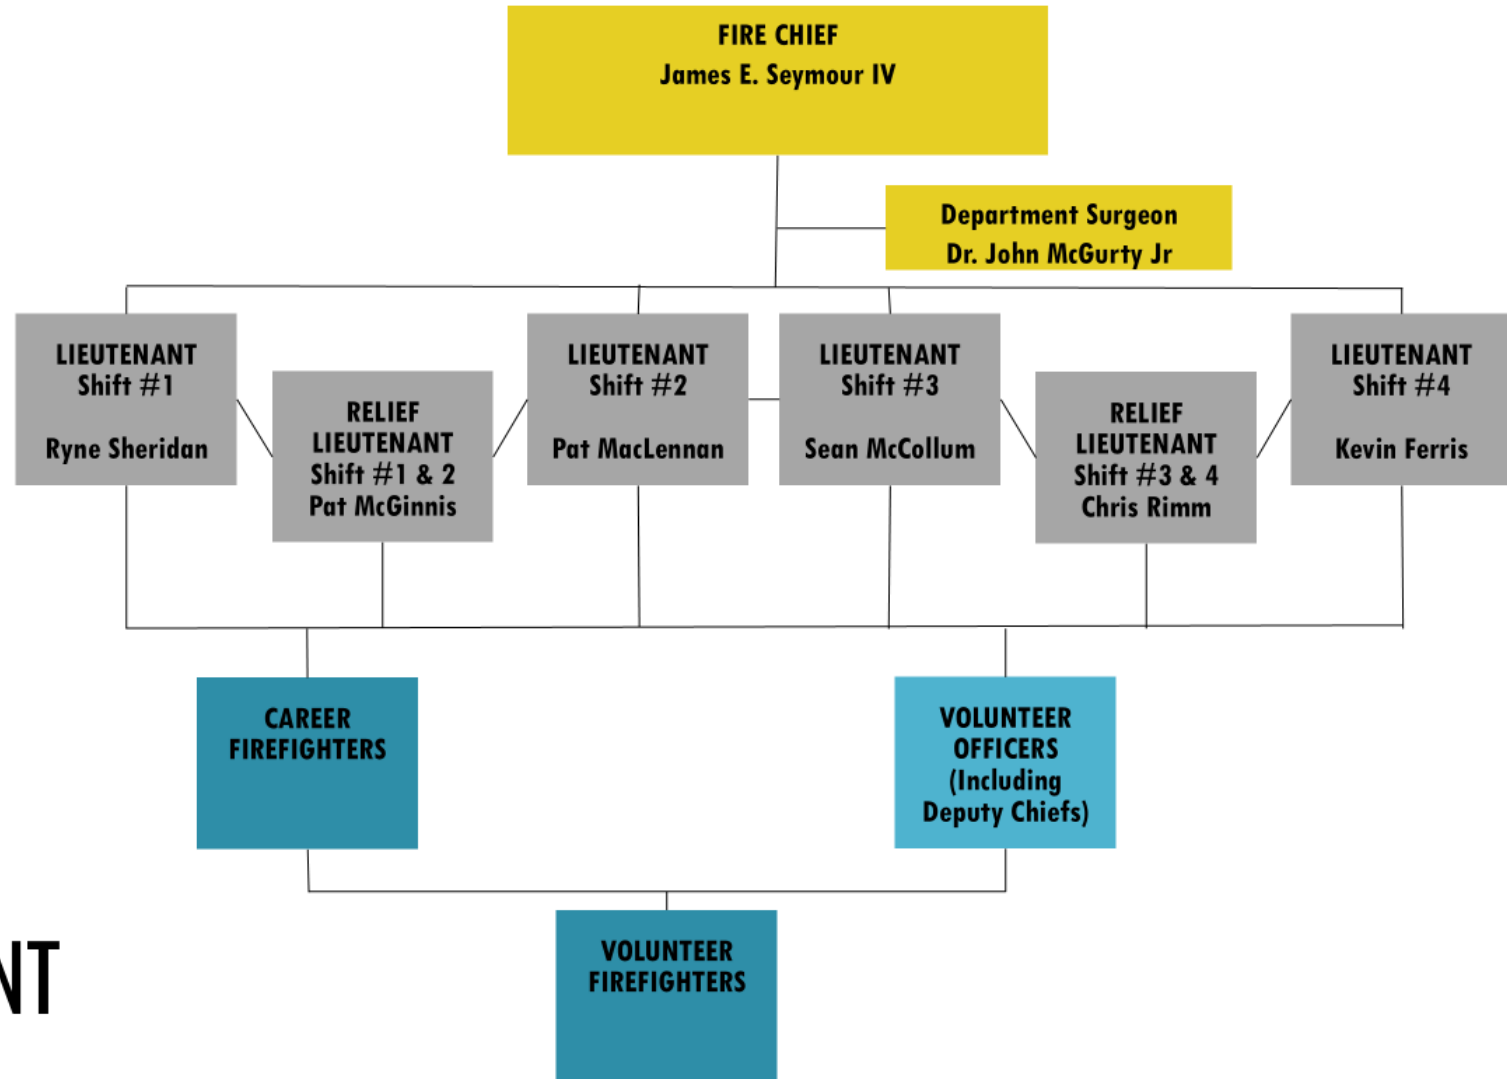 FIRE CHIEF
James E. Seymour IV
Department Surgeon
Dr. John McGurty Jr
LIEUTENANT
Shift #1
Ryne Sheridan
RELIEF
LIEUTENANT
Shift #1 & 2
Pat McGinnis
LIEUTENANT
Shift #2
Pat MacLennan
LIEUTENANT
Shift #3
Sean McCollum
RELIEF
LIEUTENANT
Shift #3 & 4
Chris Rimm
LIEUTENANT
Shift #4
Kevin Ferris
CAREER
FIREFIGHTERS
VOLUNTEER
OFFICERS
(Including
Deputy Chiefs)
VOLUNTEER
FIREFIGHTERS